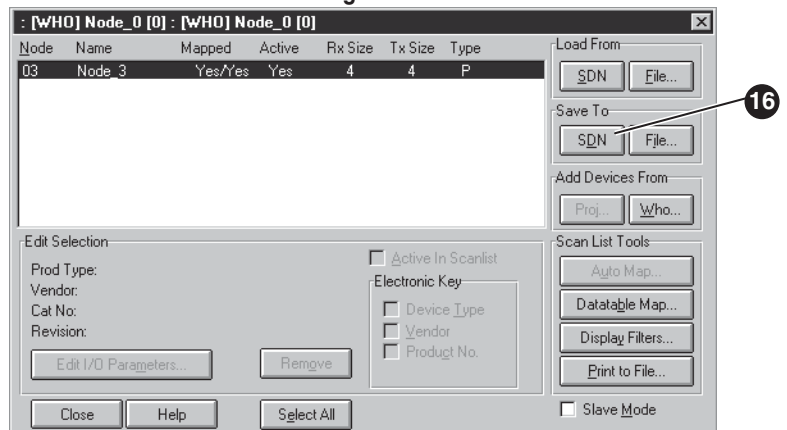 : [WHO] Node_0 [0] : [WHO] Node_0 [0]
Node Name Mapped Active Rx Size Tx Size Type
03 Node_3 Yes/Yes Yes 4 4 P
Load From
SDN File...
Save To
SDN File...
16
Add Devices From
Proj... Who...
Edit Selection
Prod Type:
Vendor:
Cat No:
Revision:
Edit I/O Parameters... Remove
Active In Scanlist
Electronic Key
Device Type
Vendor
Product No.
Scan List Tools
Auto Map...
Datatable Map...
Display Filters...
Print to File...
Close Help Select All
Slave Mode